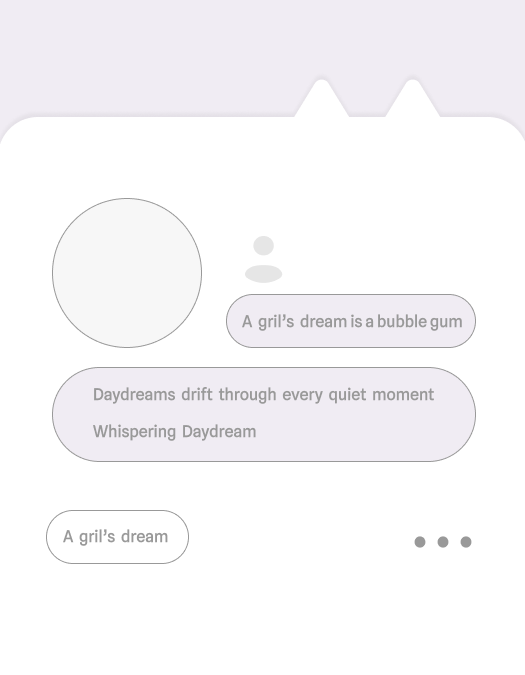 A gril's dream is a bubble gum
Daydreams drift through every quiet moment
Whispering Daydream
A gril's dream